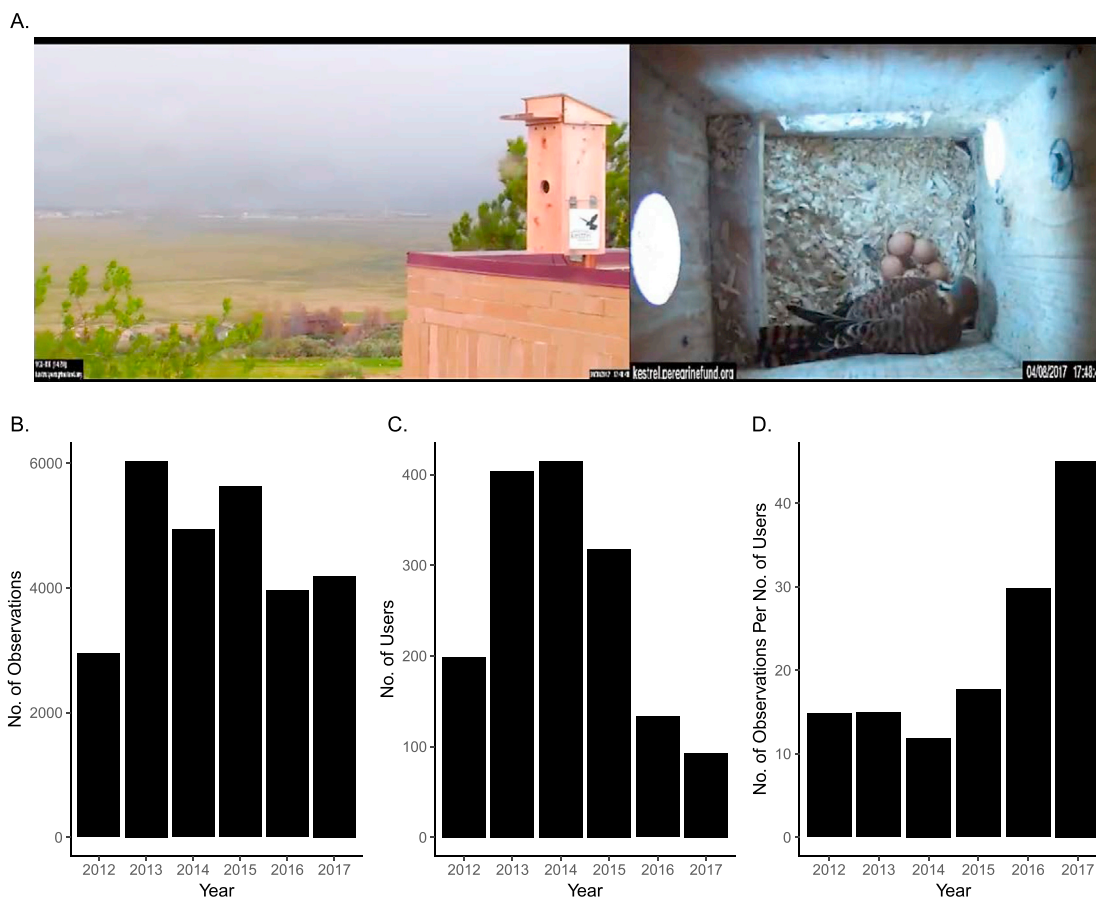 A.
kestrel.peregrinefund.org
04/08/2017 17:48:4
B.
C.
D.
No. of Observations
6000
4000
2000
0
2012 2013 2014 2015 2016 2017
Year
No. of Users
400
300
200
100
0
2012 2013 2014 2015 2016 2017
Year
No. of Observations Per No. of Users
40
30
20
10
0
2012 2013 2014 2015 2016 2017
Year